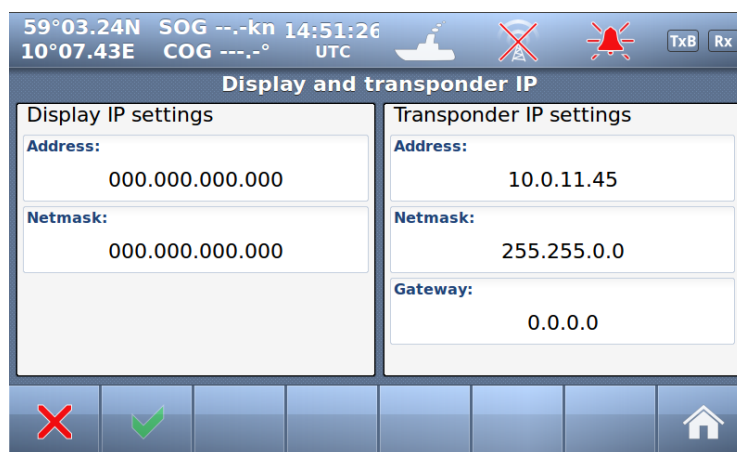 59°03.24N SOG --.-kn 14:51:26
10°07.43E COG ---.-° UTC
TxB Rx
Display and transponder IP
Display IP settings
Address:
000.000.000.000
Netmask:
000.000.000.000
Transponder IP settings
Address:
10.0.11.45
Netmask:
255.255.0.0
Gateway:
0.0.0.0